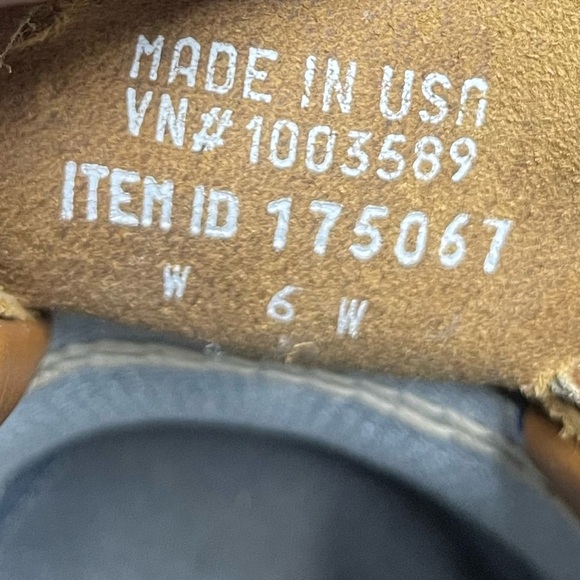 MADE IN USA
VN# 1003589
ITEM ID 175067
W 6 W